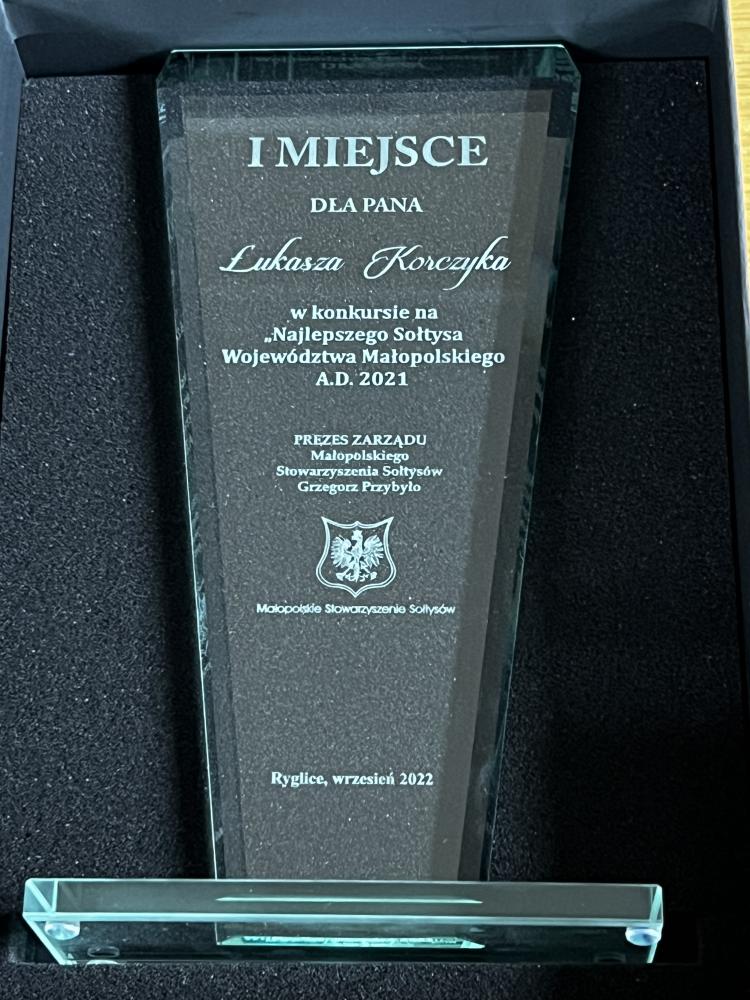 I MIEJSCE
DLA PANA
Łukasza Korczyka
w konkursie na
„Najlepszego Sołtysa
Województwa Małopolskiego
A.D. 2021
PREZES ZARZĄDU
Małopolskiego
Stowarzyszenia Sołtysów
Grzegorz Przybyło
Małopolskie Stowarzyszenie Sołtysów
Ryglice, wrzesień 2022